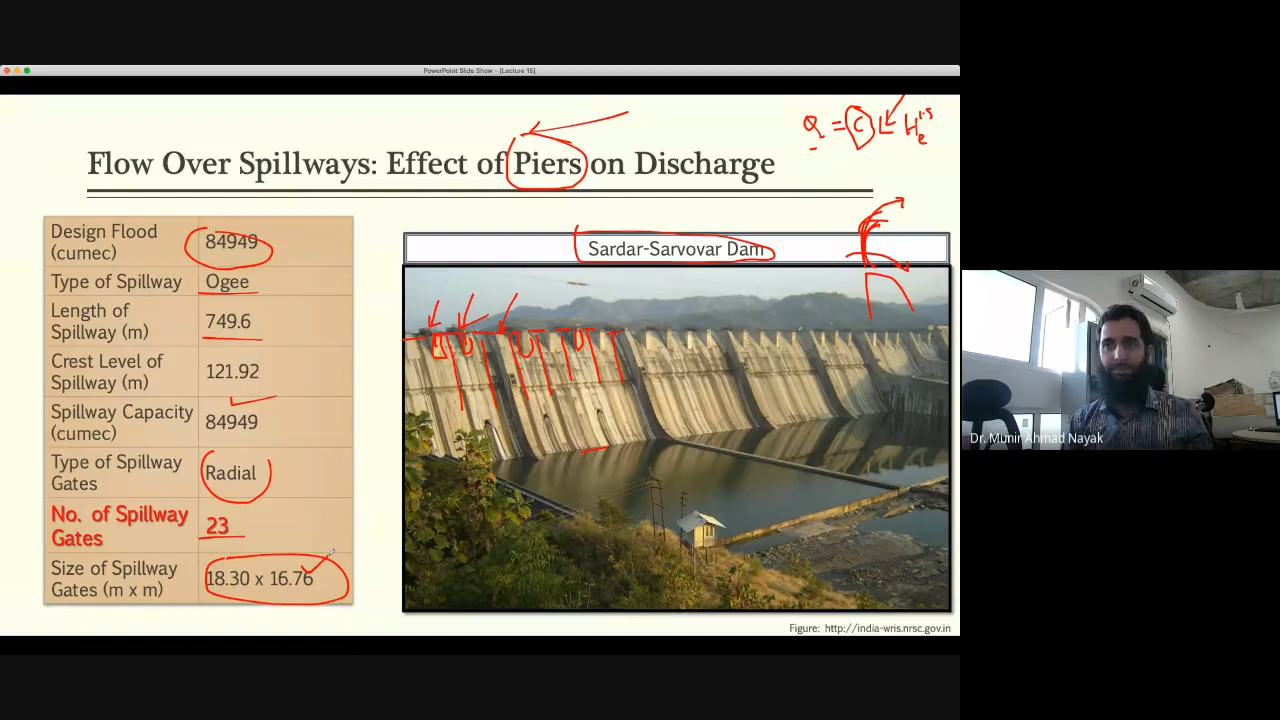 PowerPoint Slide Show - [Lecture 15]
Q = C L He^1.5
Flow Over Spillways: Effect of Piers on Discharge
Design Flood
(cumec)
84949
Type of Spillway
Ogee
Length of
Spillway (m)
749.6
Crest Level of
Spillway (m)
121.92
Spillway Capacity
(cumec)
84949
Type of Spillway
Gates
Radial
No. of Spillway
Gates
23
Size of Spillway
Gates (m x m)
18.30 x 16.76
Sardar-Sarvovar Dam
Figure: http://india-wris.nrsc.gov.in
Dr. Munir Ahmad Nayak